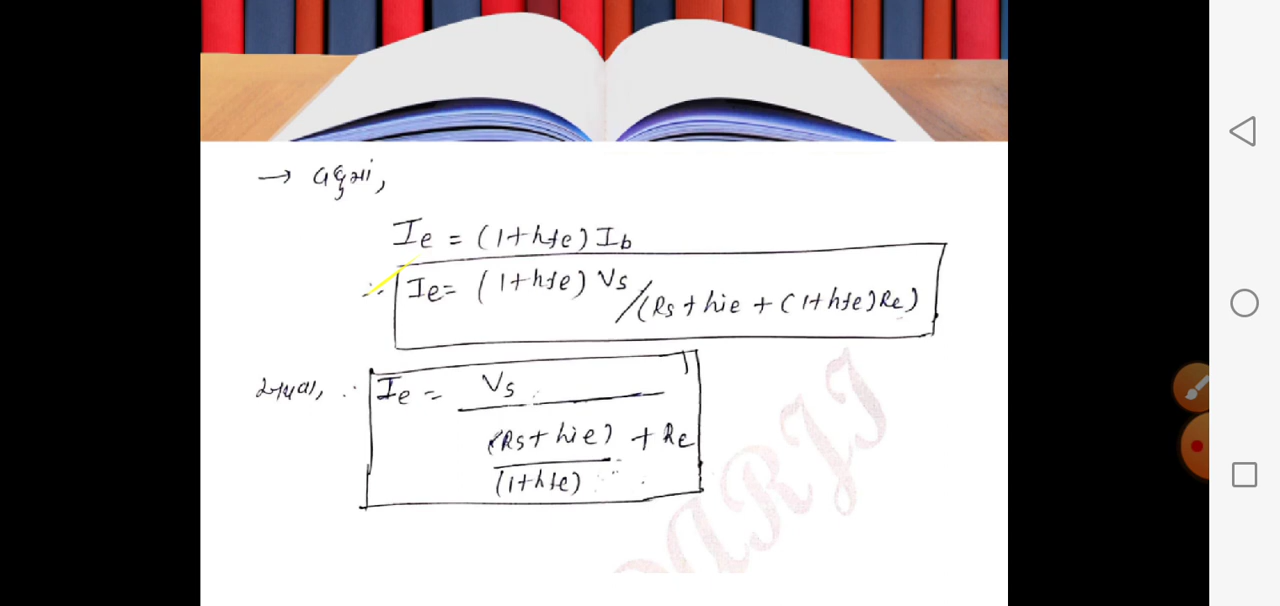 → વધુમાં,
Ie = (1+hfe) Ib
∴ Ie = (1+hfe) Vs/(Rs + hie + (1+hfe)Re)
અથવા, ∴ Ie = Vs
(Rs + hie) + Re
(1+hfe)